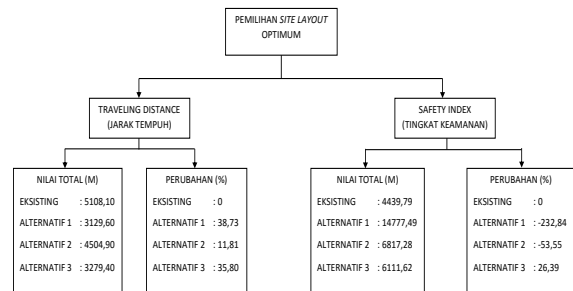 PEMILIHAN SITE LAYOUT
OPTIMUM
TRAVELING DISTANCE
(JARAK TEMPUH)
SAFETY INDEX
(TINGKAT KEAMANAN)
NILAI TOTAL (M)
EKSISTING : 5108,10
ALTERNATIF 1 : 3129,60
ALTERNATIF 2 : 4504,90
ALTERNATIF 3 : 3279,40
PERUBAHAN (%)
EKSISTING : 0
ALTERNATIF 1 : 38,73
ALTERNATIF 2 : 11,81
ALTERNATIF 3 : 35,80
NILAI TOTAL (M)
EKSISTING : 4439,79
ALTERNATIF 1 : 14777,49
ALTERNATIF 2 : 6817,28
ALTERNATIF 3 : 6111,62
PERUBAHAN (%)
EKSISTING : 0
ALTERNATIF 1 : -232,84
ALTERNATIF 2 : -53,55
ALTERNATIF 3 : 26,39